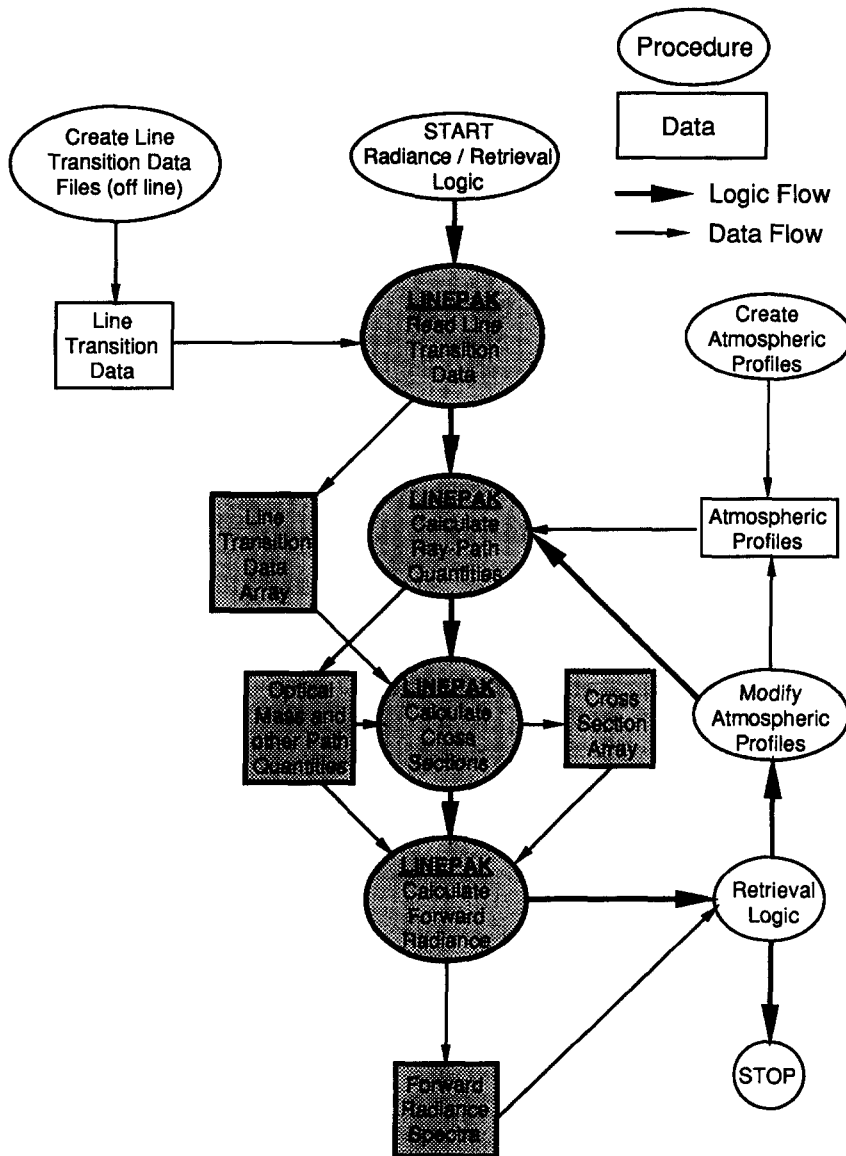 Procedure
Data
Logic Flow
Data Flow
Create Line
Transition Data
Files (off line)
START
Radiance / Retrieval
Logic
Line
Transition
Data
LINEPAK
Read Line
Transition
Data
Create
Atmospheric
Profiles
Line
Transition
Data
Array
LINEPAK
Calculate
Ray-Path
Quantities
Atmospheric
Profiles
Optical
Mass and
other Path
Quantities
LINEPAK
Calculate
Cross
Sections
Cross
Section
Array
Modify
Atmospheric
Profiles
LINEPAK
Calculate
Forward
Radiance
Retrieval
Logic
Forward
Radiance
Spectra
STOP